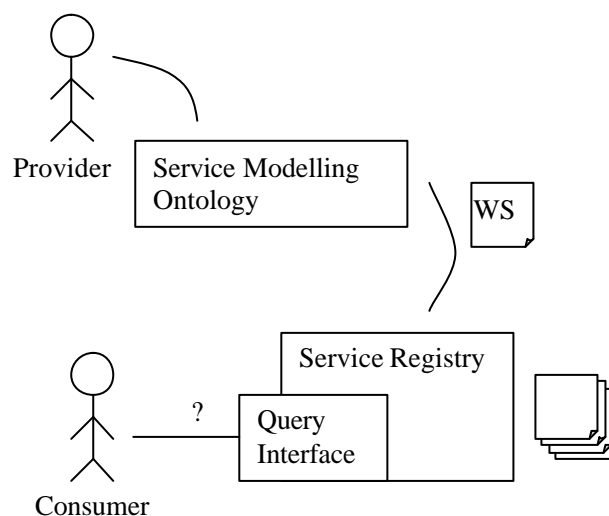 Provider
Service Modelling
Ontology
WS
Service Registry
?
Query
Interface
Consumer